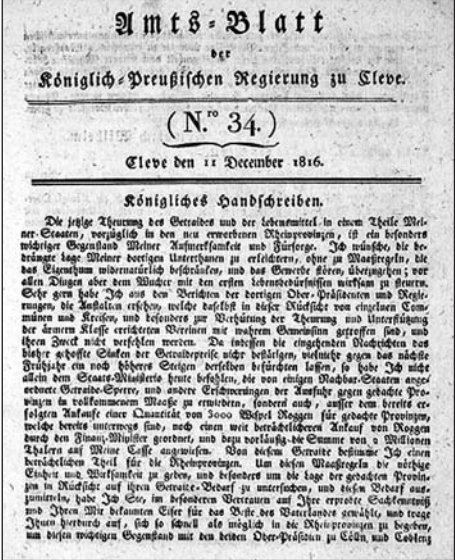 Amts-Blatt
der
Königlich-Preußischen Regierung zu Cleve.
(N.ro 34.)
Cleve den 11 December 1816.
Königliches Handschreiben.
Die jetzige Theurung des Getraides und der Lebensmittel in einem Theile Mei-
ner-Staaten, vorzüglich in den neu erworbenen Rheinprovinzen, ist ein besonders
wichtiger Gegenstand Meiner Aufmerksamkeit und Fürsorge. Ich wünsche, die be-
drängte Lage Meiner dortigen Unterthanen zu erleichtern, ohne zu Maaßregeln, die
das Eigenthum widernatürlich beschränken, und das Gewerbe stören, überzugehen; vor
allen Dingen aber dem Wucher mit den ersten Lebensbedürfnissen wirksam zu steuern.
Sehr gern habe Ich aus den Berichten der dortigen Ober-Präsidenten und Regie-
rungen, die Anstalten ersehen, welche daselbst in dieser Rücksicht von einzelnen Com-
münen und Kreisen, und besonders zur Verhütung der Theurung und Unterstützung
der ärmern Klasse errichteten Vereinen mit wahrem Gemeinsinn getroffen sind, und
ihren Zweck nicht verfehlen werden. Da indessen die eingehenden Nachrichten das
bisher gehoffte Sinken der Getraidepreise nicht bestätigen, vielmehr gegen das nächste
Frühjahr ein noch höheres Steigen derselben befürchten lassen, so habe Ich nicht
allein dem Staats-Ministerio heute befohlen, die von einigen Nachbar-Staaten ange-
ordnete Getraide-Sperre, und andere Erschwerungen der Ausfuhr gegen gedachte Pro-
vinzen in vollkommenem Maaße zu erwiedern, sondern auch, ausser dem bereits er-
folgten Ankaufe einer Quantität von 3000 Wispel Roggen für gedachte Provinzen,
welche bereits unterwegs sind, noch einen weit beträchtlicheren Ankauf von Roggen
durch den Finanz-Minister geordnet, und dazu vorläufig die Summe von 2 Millionen
Thalern auf Meine Casse angewiesen. Von diesem Getraide bestimme Ich einen
beträchtlichen Theil für die Rheinprovinzen. Um diesen Maaßregeln die nöthige
Einheit und Wirksamkeit zu geben, und besonders um die Lage der gedachten Provin-
zen in Rücksicht auf ihren Getraide-Bedarf zu untersuchen, und diesen Bedarf aus-
zumitteln, habe Ich Sie, im besonderen Vertrauen auf Ihre erprobte Sachkenntniß
und Ihren Mir bekannten Eifer für das Beste des Vaterlandes gewählt, und trage
Ihnen hierdurch auf, sich so schnell als möglich in die Rheinprovinzen zu begeben,
um diesen wichtigen Gegenstand mit den beiden Ober-Präsidien zu Cölln, und Coblenz